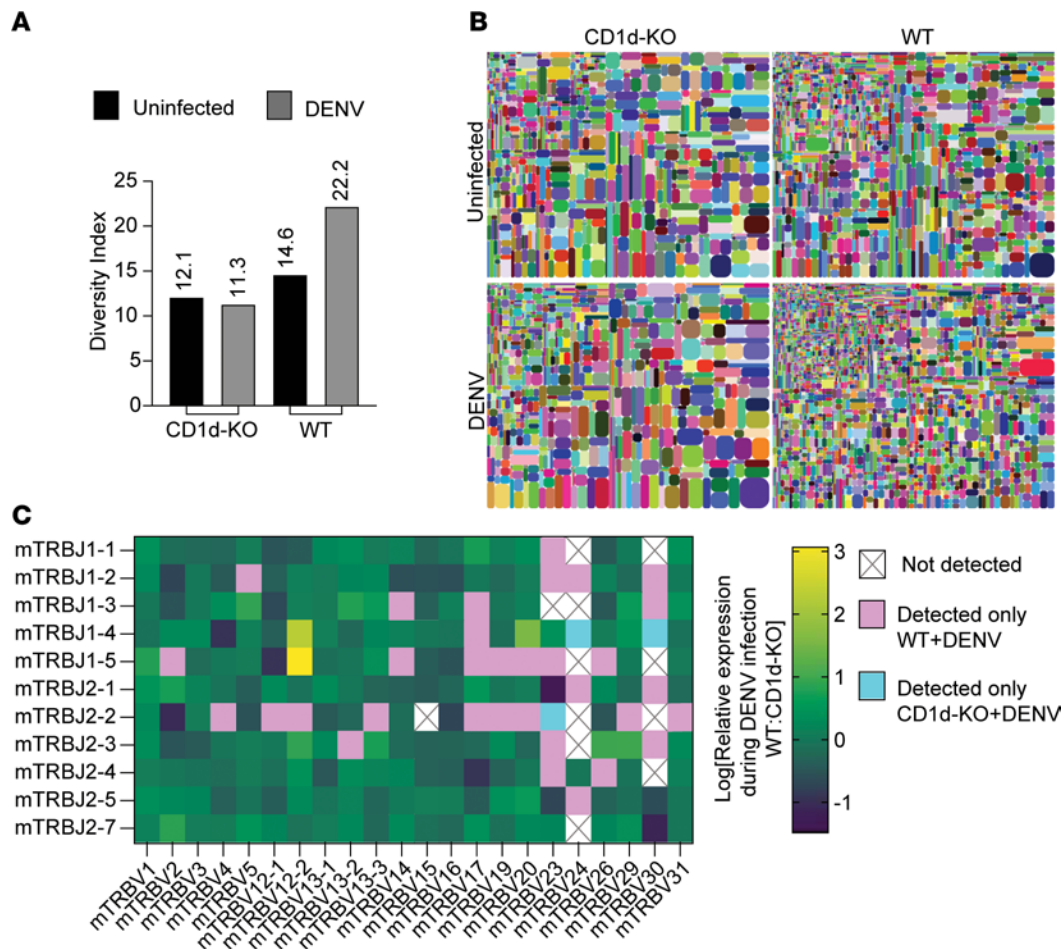 A
Uninfected
DENV
Diversity Index
25
20
15
10
5
0
12.1
11.3
14.6
22.2
CD1d-KO
WT
B
CD1d-KO
WT
Uninfected
DENV
C
mTRBJ1-1
mTRBJ1-2
mTRBJ1-3
mTRBJ1-4
mTRBJ1-5
mTRBJ2-1
mTRBJ2-2
mTRBJ2-3
mTRBJ2-4
mTRBJ2-5
mTRBJ2-7
mTRBV1
mTRBV2
mTRBV3
mTRBV4
mTRBV5
mTRBV12-1
mTRBV12-2
mTRBV13-1
mTRBV13-2
mTRBV13-3
mTRBV14
mTRBV15
mTRBV16
mTRBV17
mTRBV19
mTRBV20
mTRBV23
mTRBV24
mTRBV26
mTRBV29
mTRBV30
mTRBV31
Log[Relative expression
during DENV infection
WT:CD1d-KO]
3
2
1
0
-1
Not detected
Detected only
WT+DENV
Detected only
CD1d-KO+DENV